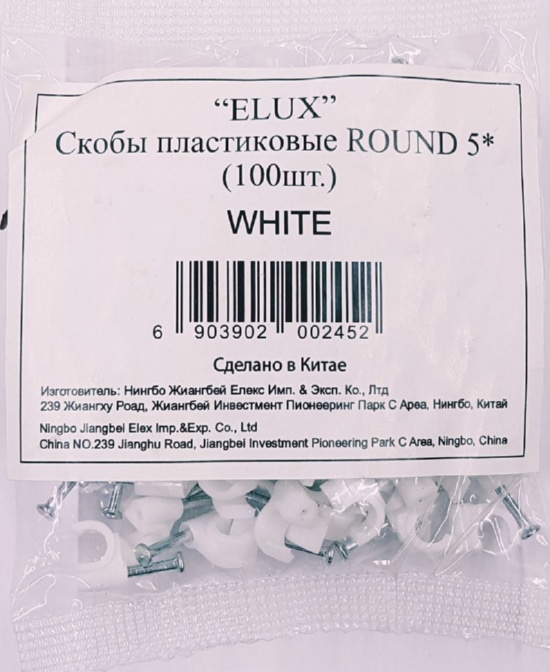 “ELUX”
Скобы пластиковые ROUND 5*
(100шт.)
WHITE
6 903902 002452
Сделано в Китае
Изготовитель: Нингбо Жиангбей Елекс Имп. & Эксп. Ко., Лтд
239 Жиангху Роад, Жиангбей Инвестмент Пионееринг Парк С Ареа, Нингбо, Китай
Ningbo Jiangbei Elex Imp.&Exp. Co., Ltd
China NO.239 Jianghu Road, Jiangbei Investment Pioneering Park C Area, Ningbo, China